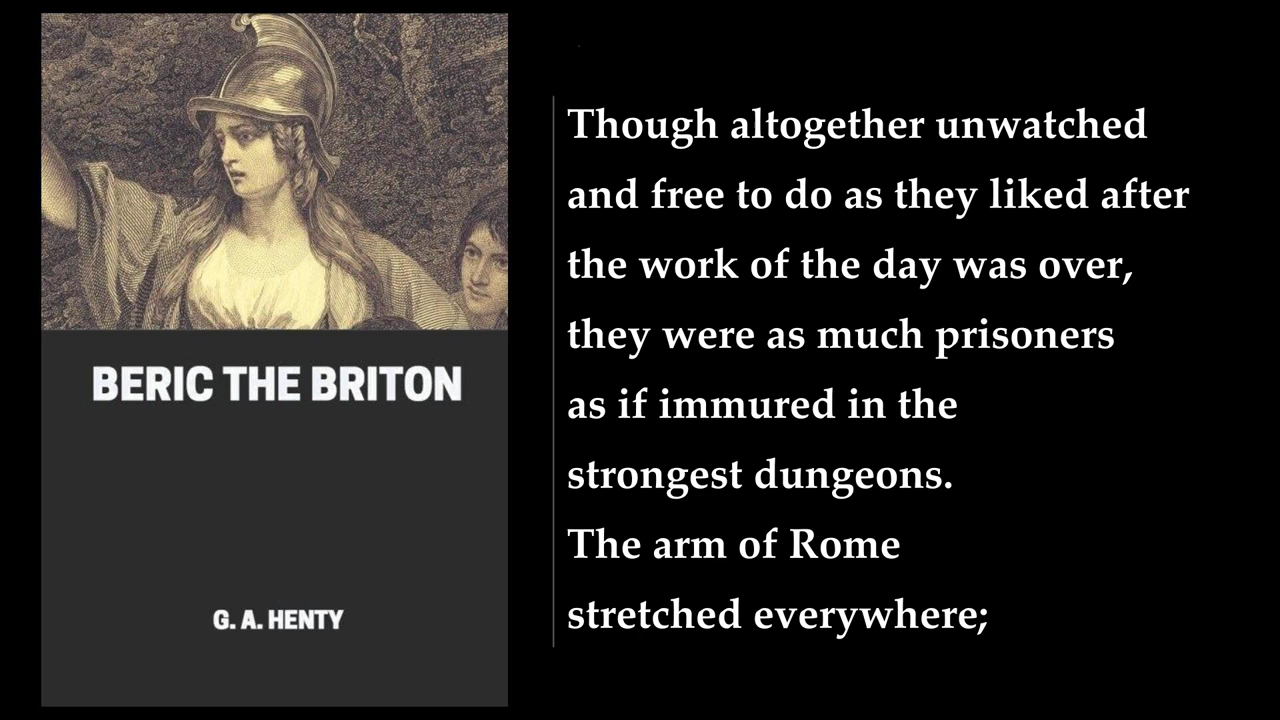 BERIC THE BRITON
G. A. HENTY
Though altogether unwatched
and free to do as they liked after
the work of the day was over,
they were as much prisoners
as if immured in the
strongest dungeons.
The arm of Rome
stretched everywhere;